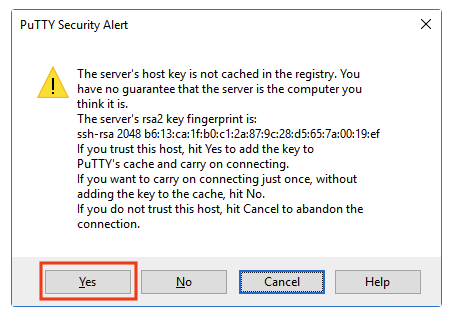 PuTTY Security Alert
The server's host key is not cached in the registry. You
have no guarantee that the server is the computer you
think it is.
The server's rsa2 key fingerprint is:
ssh-rsa 2048 b6:13:ca:1f:b0:c1:2a:87:9c:28:d5:65:7a:00:19:ef
If you trust this host, hit Yes to add the key to
PuTTY's cache and carry on connecting.
If you want to carry on connecting just once, without
adding the key to the cache, hit No.
If you do not trust this host, hit Cancel to abandon the
connection.
Yes No Cancel Help